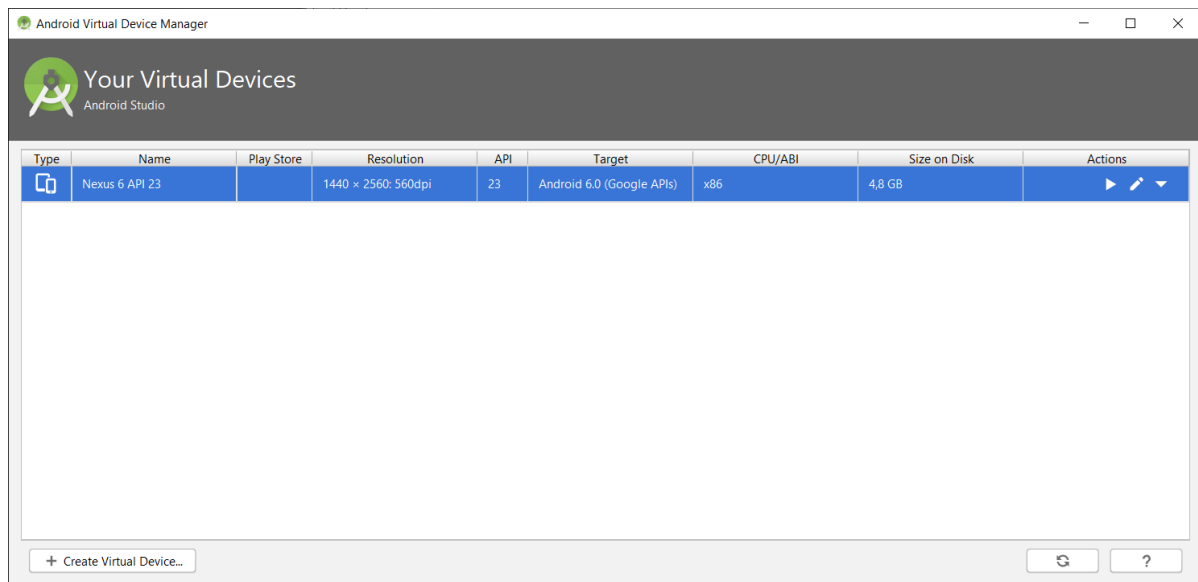 Android Virtual Device Manager
Your Virtual Devices
Android Studio
Type Name Play Store Resolution API Target CPU/ABI Size on Disk Actions
Nexus 6 API 23 1440 × 2560: 560dpi 23 Android 6.0 (Google APIs) x86 4,8 GB
+ Create Virtual Device... ?